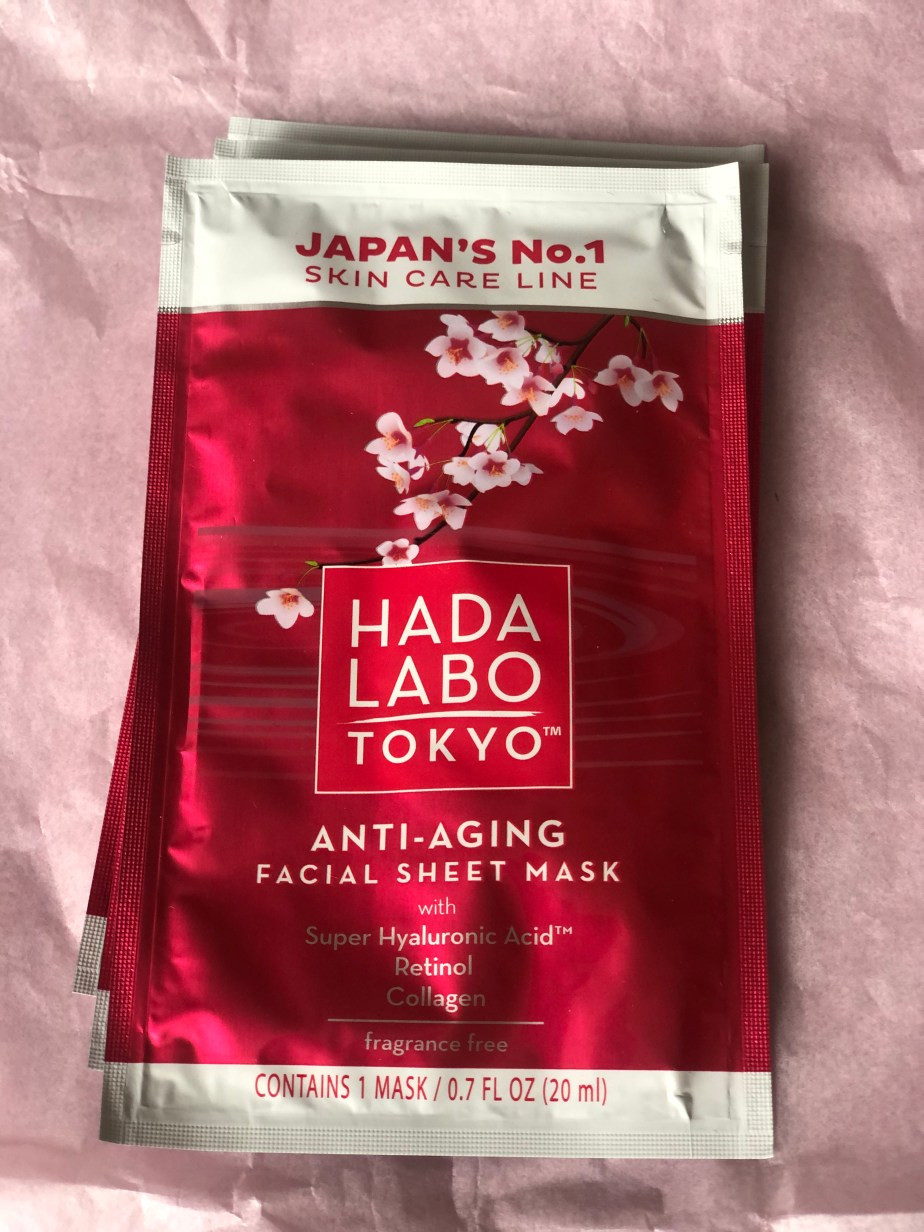 JAPAN'S No.1
SKIN CARE LINE
HADA
LABO
TOKYO™
ANTI-AGING
FACIAL SHEET MASK
with
Super Hyaluronic Acid™
Retinol
Collagen
fragrance free
CONTAINS 1 MASK / 0.7 FL OZ (20 ml)